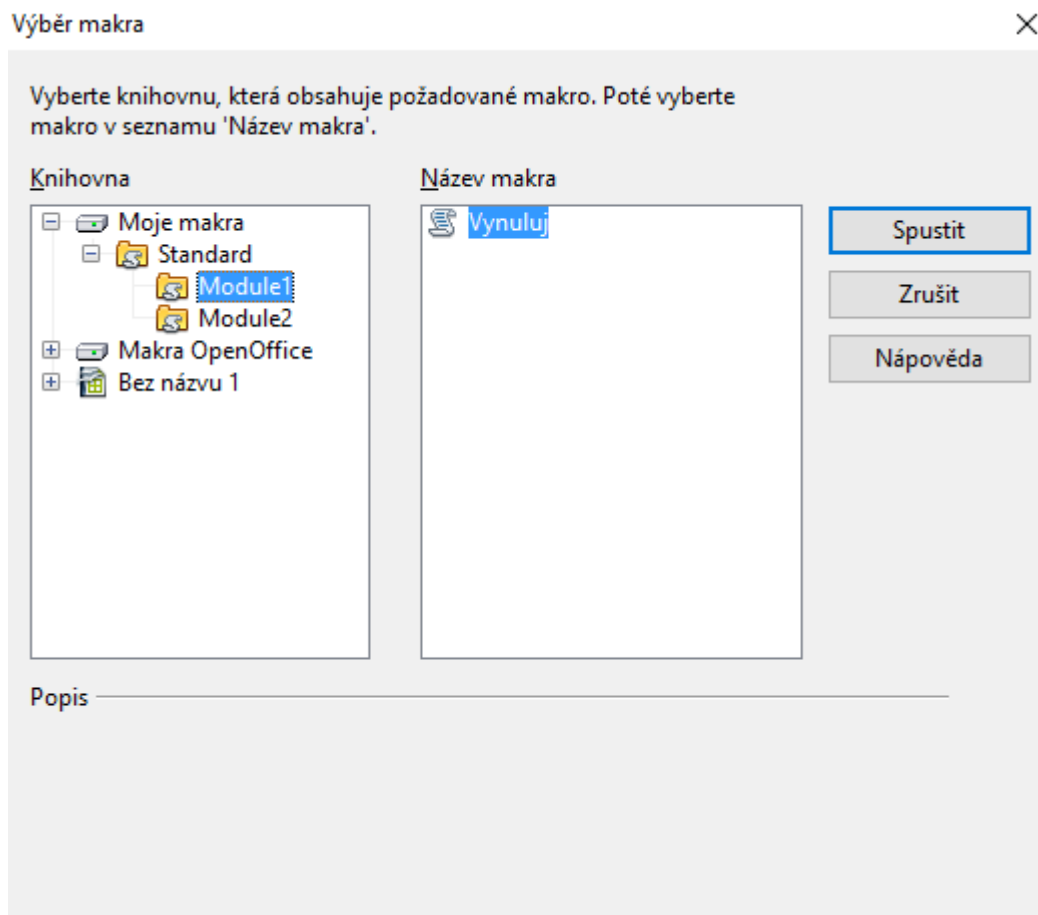 Výběr makra
Vyberte knihovnu, která obsahuje požadované makro. Poté vyberte
makro v seznamu 'Název makra'.
Knihovna
Název makra
Moje makra
Standard
Module1
Module2
Makra OpenOffice
Bez názvu 1
Vynuluj
Spustit
Zrušit
Nápověda
Popis